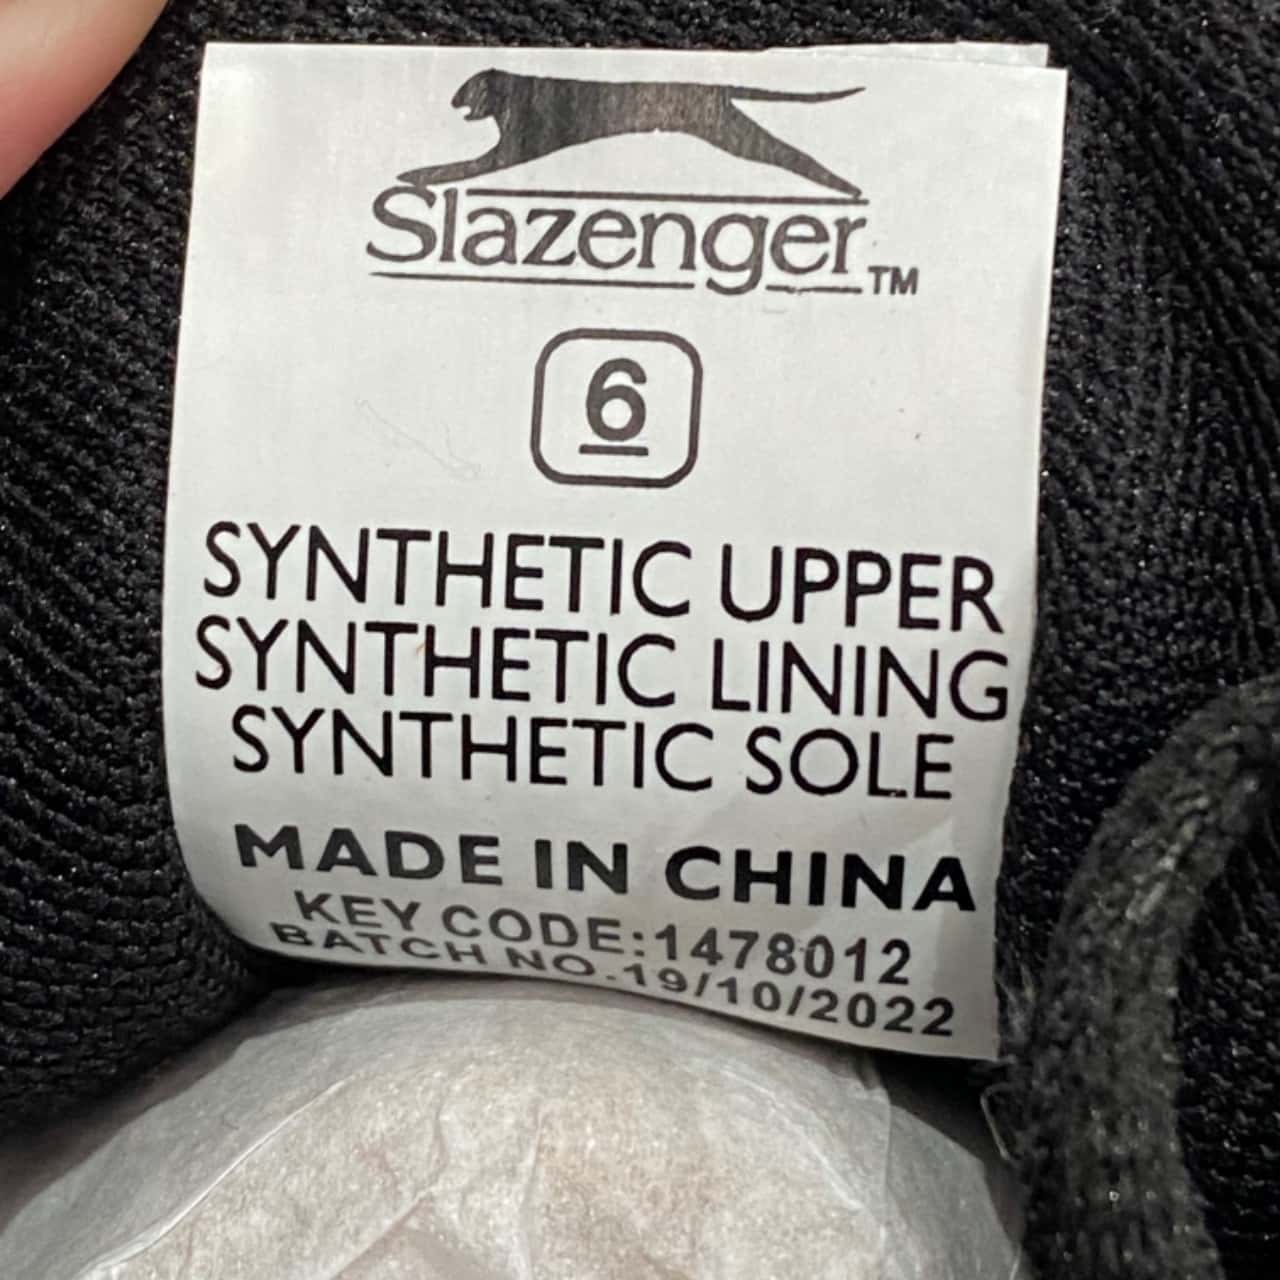 Slazenger™
6
SYNTHETIC UPPER
SYNTHETIC LINING
SYNTHETIC SOLE
MADE IN CHINA
KEY CODE:1478012
BATCH NO.19/10/2022